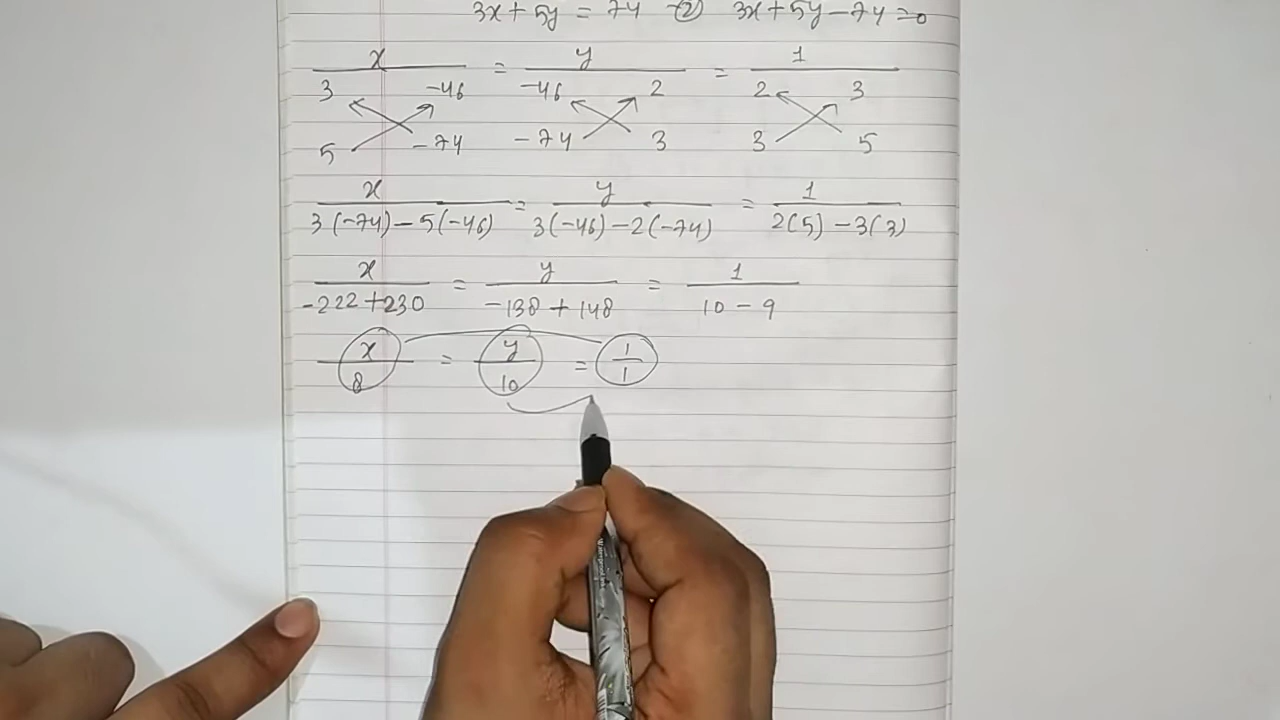 3x + 5y = 74 -② 3x + 5y - 74 = 0
x = y = 1
3 -46 -46 2 2 3
5 -74 -74 3 3 5
x = y = 1
3(-74) - 5(-46) 3(-46) - 2(-74) 2(5) - 3(3)
x = y = 1
-222 + 230 -138 + 148 10 - 9
x = y = 1
8 10 1